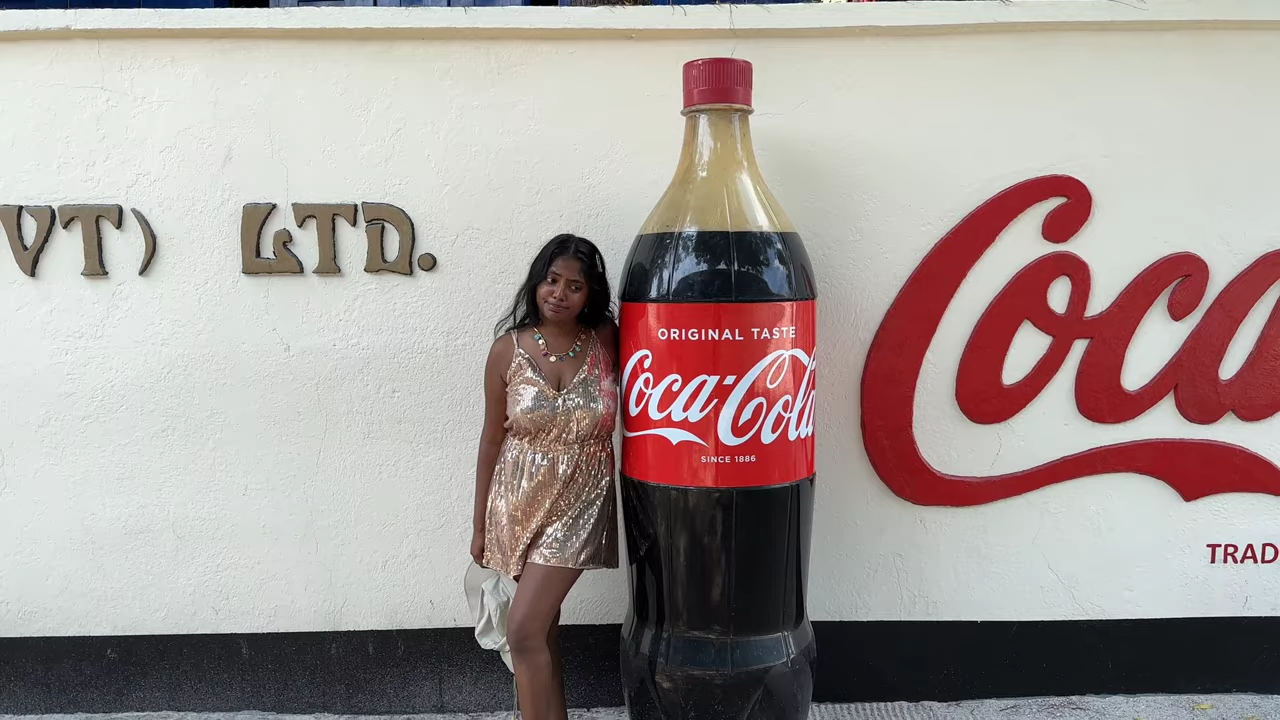 VT) LTD.
ORIGINAL TASTE
Coca-Cola
SINCE 1886
Coca
TRAD